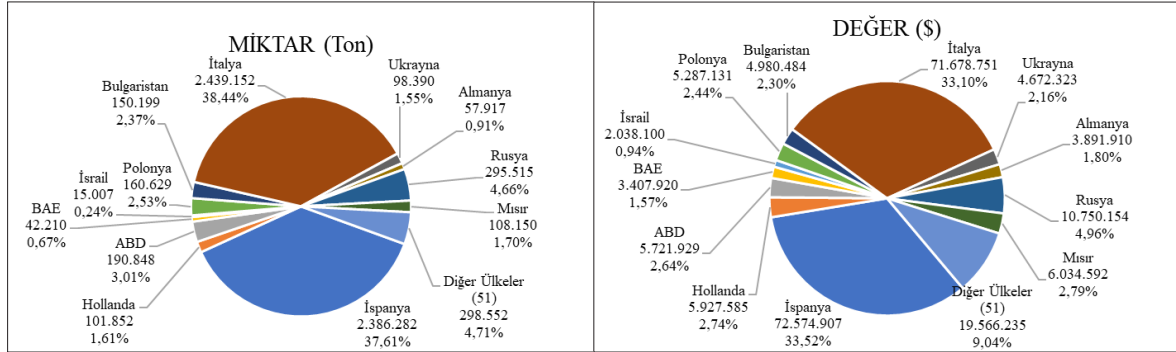 MİKTAR (Ton)
İtalya
2.439.152
38,44%
Ukrayna
98.390
1,55%
Almanya
57.917
0,91%
Rusya
295.515
4,66%
Mısır
108.150
1,70%
Diğer Ülkeler
(51)
298.552
4,71%
İspanya
2.386.282
37,61%
Hollanda
101.852
1,61%
ABD
190.848
3,01%
BAE
42.210
0,67%
İsrail
15.007
0,24%
Polonya
160.629
2,53%
Bulgaristan
150.199
2,37%
DEĞER ($)
İtalya
71.678.751
33,10%
Ukrayna
4.672.323
2,16%
Almanya
3.891.910
1,80%
Rusya
10.750.154
4,96%
Mısır
6.034.592
2,79%
Diğer Ülkeler
(51)
19.566.235
9,04%
İspanya
72.574.907
33,52%
Hollanda
5.927.585
2,74%
ABD
5.721.929
2,64%
BAE
3.407.920
1,57%
İsrail
2.038.100
0,94%
Polonya
5.287.131
2,44%
Bulgaristan
4.980.484
2,30%